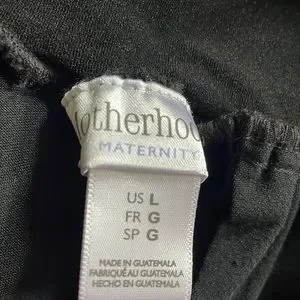 otherhoo
MATERNITY
US L
FR G
SP G
MADE IN GUATEMALA
FABRIQUÉ AU GUATEMALA
HECHO EN GUATEMALA